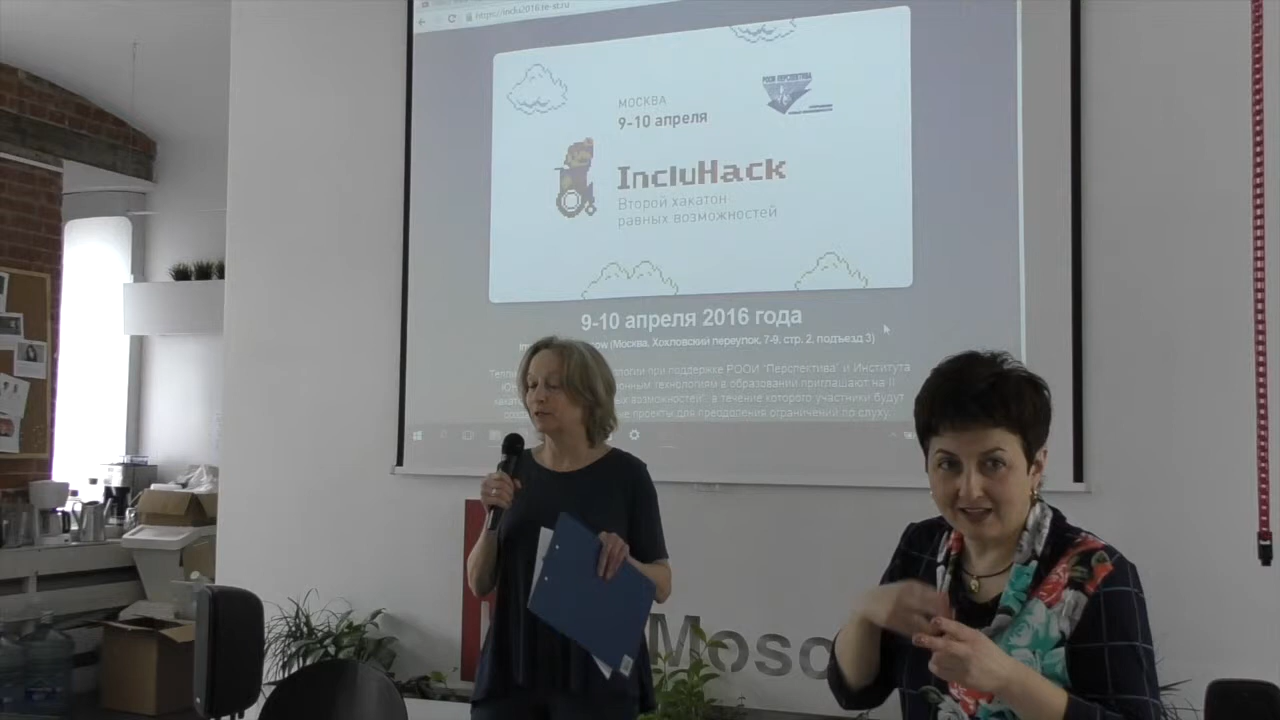 https://inclu2016.te-st.ru
МОСКВА
9-10 апреля
РООИ ПЕРСПЕКТИВА
IncluHack
Второй хакатон
равных возможностей
9-10 апреля 2016 года
(Москва, Хохловский переулок, 7-9, стр. 2, подъезд 3)
при поддержке РООИ "Перспектива" и Института
технологиям в образовании приглашают на II
возможностей", в течение которого участники будут
проекты для преодоления ограничений по слуху.
Mosc